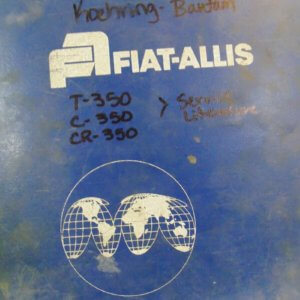 Koehring - Bantam
FIAT-ALLIS
T-350
C-350 > Service
CR-350 Literature